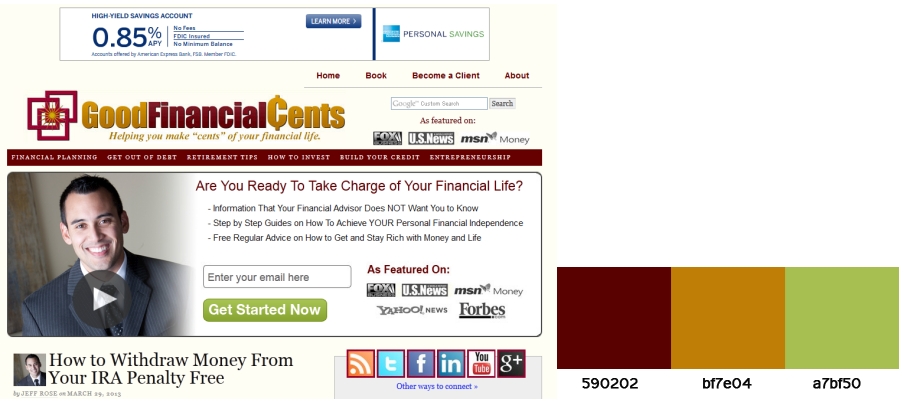 HIGH-YIELD SAVINGS ACCOUNT
0.85% APY
No Fees
FDIC Insured
No Minimum Balance
Accounts offered by American Express Bank, FSB. Member FDIC.
LEARN MORE >
PERSONAL SAVINGS
Home Book Become a Client About
GoodFinancial¢ents
Helping you make "cents" of your financial life.
Google™ Custom Search Search
As featured on:
FOX U.S.News msn Money
FINANCIAL PLANNING GET OUT OF DEBT RETIREMENT TIPS HOW TO INVEST BUILD YOUR CREDIT ENTREPRENEURSHIP
Are You Ready To Take Charge of Your Financial Life?
- Information That Your Financial Advisor Does NOT Want You to Know
- Step by Step Guides on How To Achieve YOUR Personal Financial Independence
- Free Regular Advice on How to Get and Stay Rich with Money and Life
Enter your email here
Get Started Now
As Featured On:
FOX U.S.News msn Money
YAHOO! NEWS Forbes.com
How to Withdraw Money From
Your IRA Penalty Free
by JEFF ROSE on MARCH 29, 2013
t f in You Tube g+
Other ways to connect »
590202 bf7e04 a7bf50